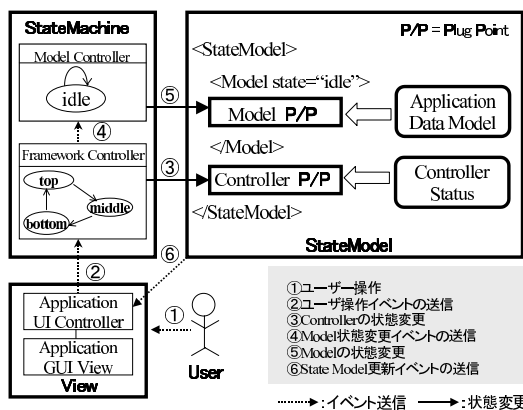 StateMachine
Model Controller
idle
④
Framework Controller
top
middle
bottom
②
Application
UI Controller
Application
GUI View
View
①
User
⑤
③
⑥
P/P = Plug Point
<StateModel>
<Model state=“idle”>
Model P/P
</Model>
Controller P/P
</StateModel>
Application
Data Model
Controller
Status
StateModel
①ユーザー操作
②ユーザ操作イベントの送信
③Controllerの状態変更
④Model状態変更イベントの送信
⑤Modelの状態変更
⑥State Model更新イベントの送信
:イベント送信 :状態変更